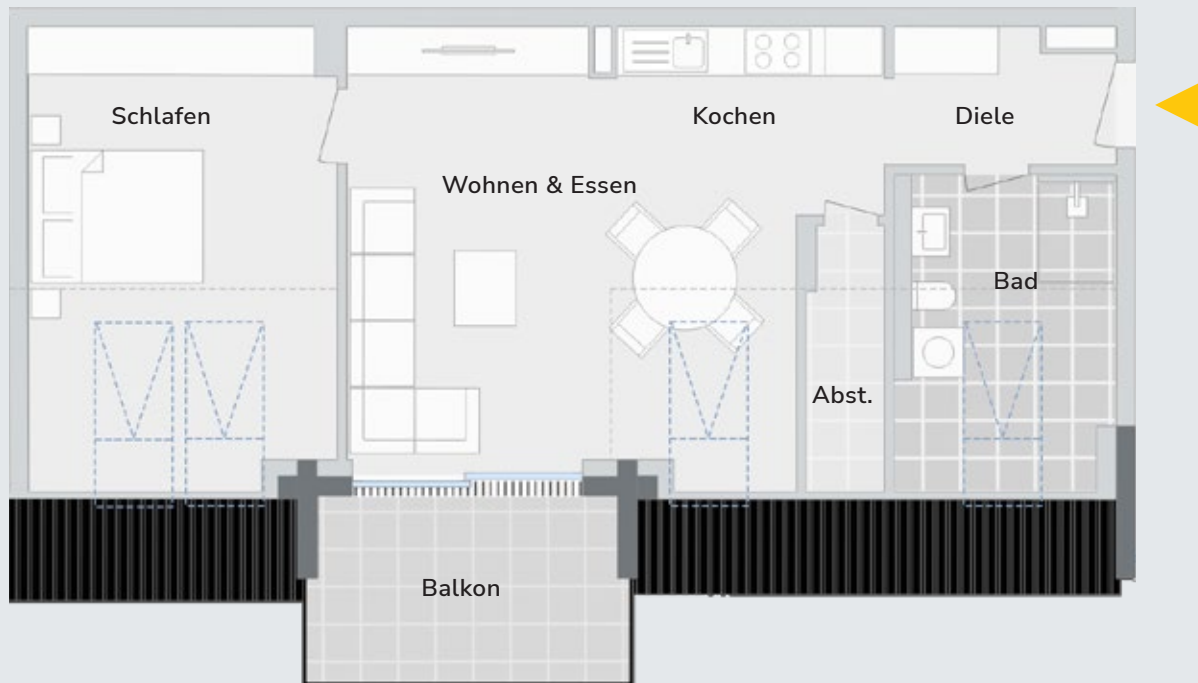 Schlafen
Kochen
Diele
Wohnen & Essen
Bad
Abst.
Balkon